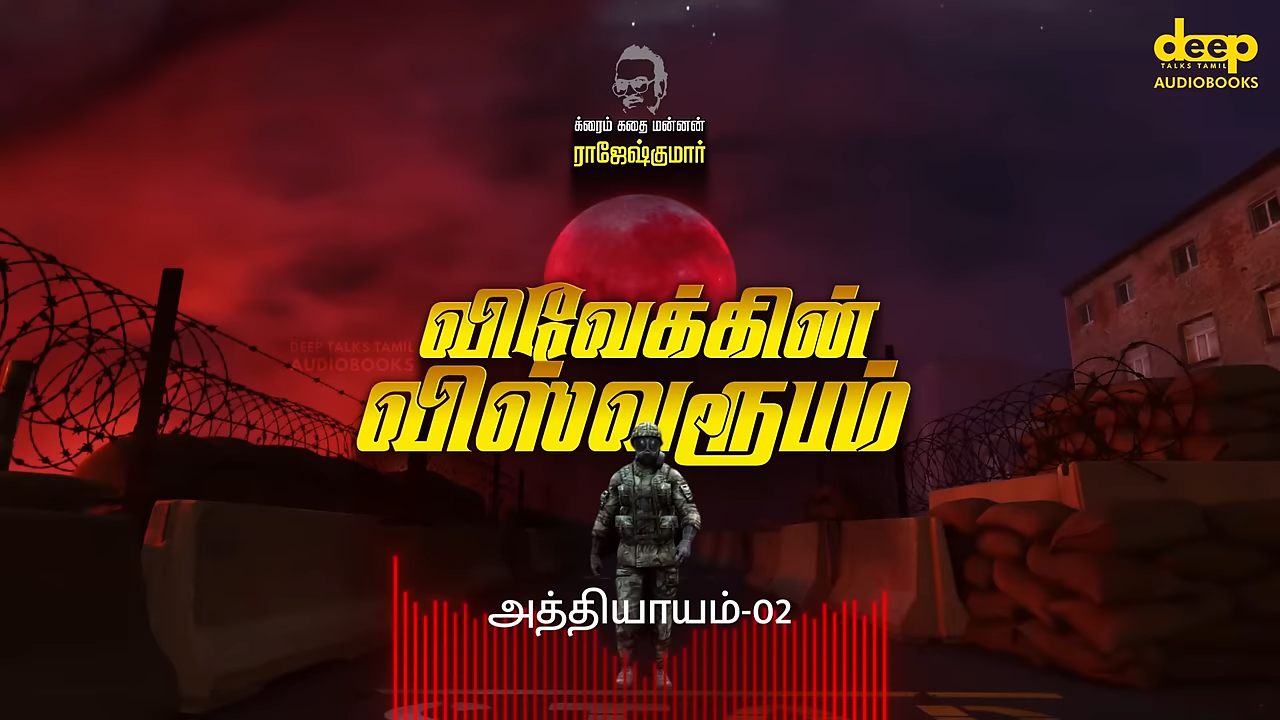 deep
TALKS TAMIL
AUDIOBOOKS
க்ரைம் கதை மன்னன்
ராஜேஷ்குமார்
விவேக்கின்
விஸ்வரூபம்
DEEP TALKS TAMIL
AUDIOBOOKS
அத்தியாயம்-02